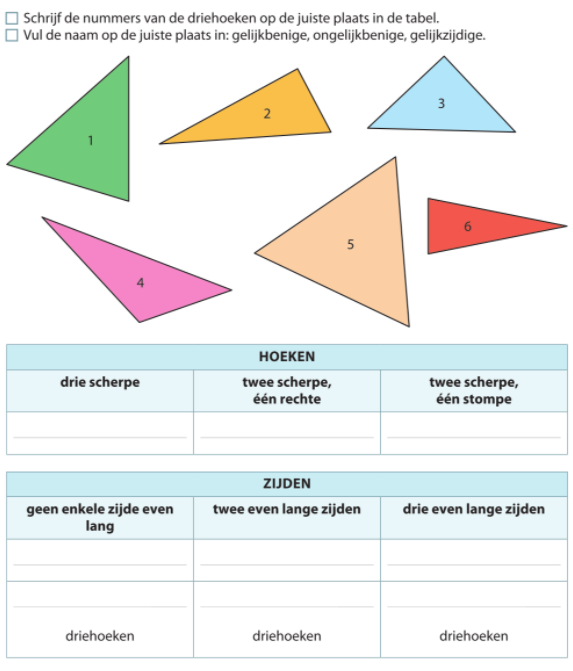 ☐ Schrijf de nummers van de driehoeken op de juiste plaats in de tabel.
☐ Vul de naam op de juiste plaats in: gelijkbenige, ongelijkbenige, gelijkzijdige.
1
2
3
4
5
6
HOEKEN
drie scherpe
twee scherpe,
één rechte
twee scherpe,
één stompe
ZIJDEN
geen enkele zijde even
lang
twee even lange zijden
drie even lange zijden
driehoeken
driehoeken
driehoeken